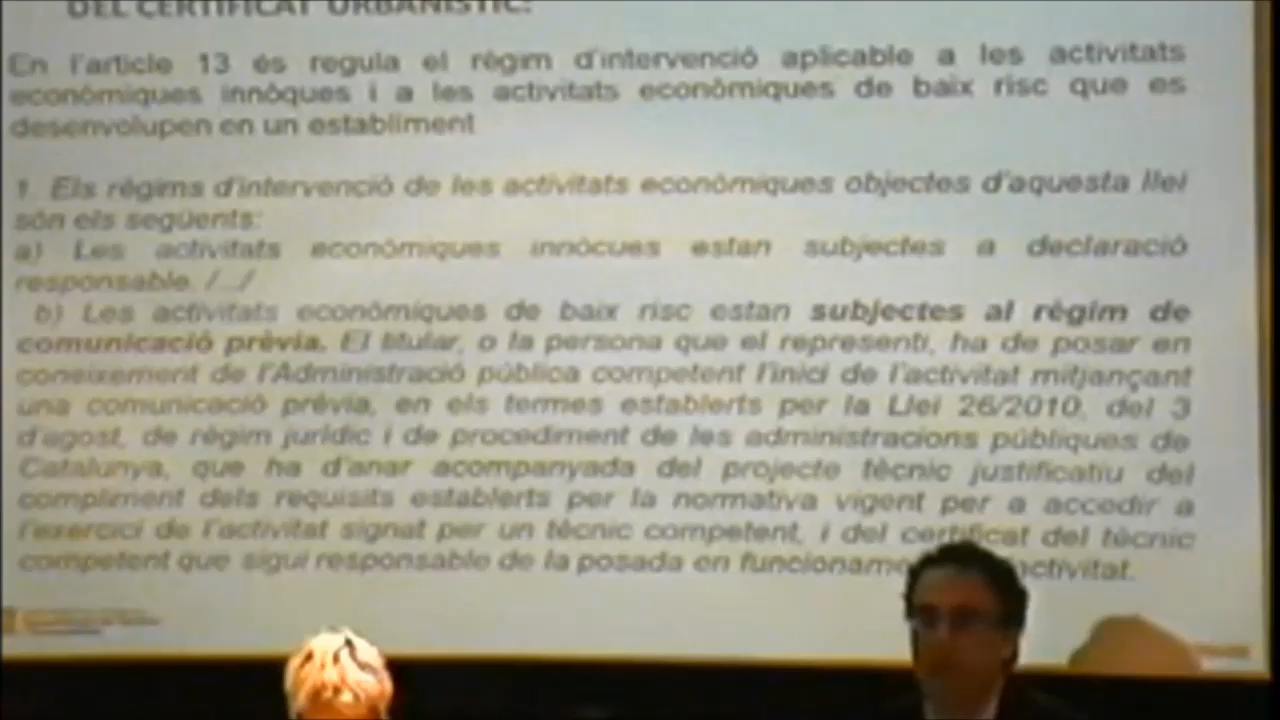 DEL CERTIFICAT URBANÍSTIC:
En l'article 13 és regula el règim d'intervenció aplicable a les activitats
econòmiques innòques i a les activitats econòmiques de baix risc que es
desenvolupen en un establiment
1. Els règims d'intervenció de les activitats econòmiques objectes d'aquesta llei
són els següents:
a) Les activitats econòmiques innòcues estan subjectes a declaració
responsable. /.../
b) Les activitats econòmiques de baix risc estan subjectes al règim de
comunicació prèvia. El titular, o la persona que el representi, ha de posar en
coneixement de l'Administració pública competent l'inici de l'activitat mitjançant
una comunicació prèvia, en els termes establerts per la Llei 26/2010, del 3
d'agost, de règim jurídic i de procediment de les administracions públiques de
Catalunya, que ha d'anar acompanyada del projecte tècnic justificatiu del
compliment dels requisits establerts per la normativa vigent per a accedir a
l'exercici de l'activitat signat per un tècnic competent, i del certificat del tècnic
competent que sigui responsable de la posada en funcioname activitat.